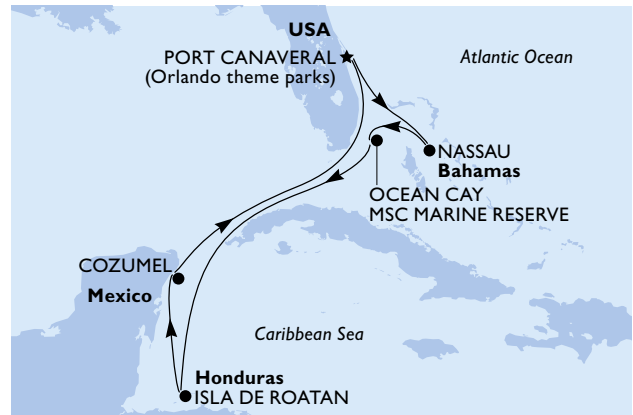 USA
PORT CANAVERAL
(Orlando theme parks)
Atlantic Ocean
NASSAU
Bahamas
OCEAN CAY
MSC MARINE RESERVE
COZUMEL
Mexico
Caribbean Sea
Honduras
ISLA DE ROATAN